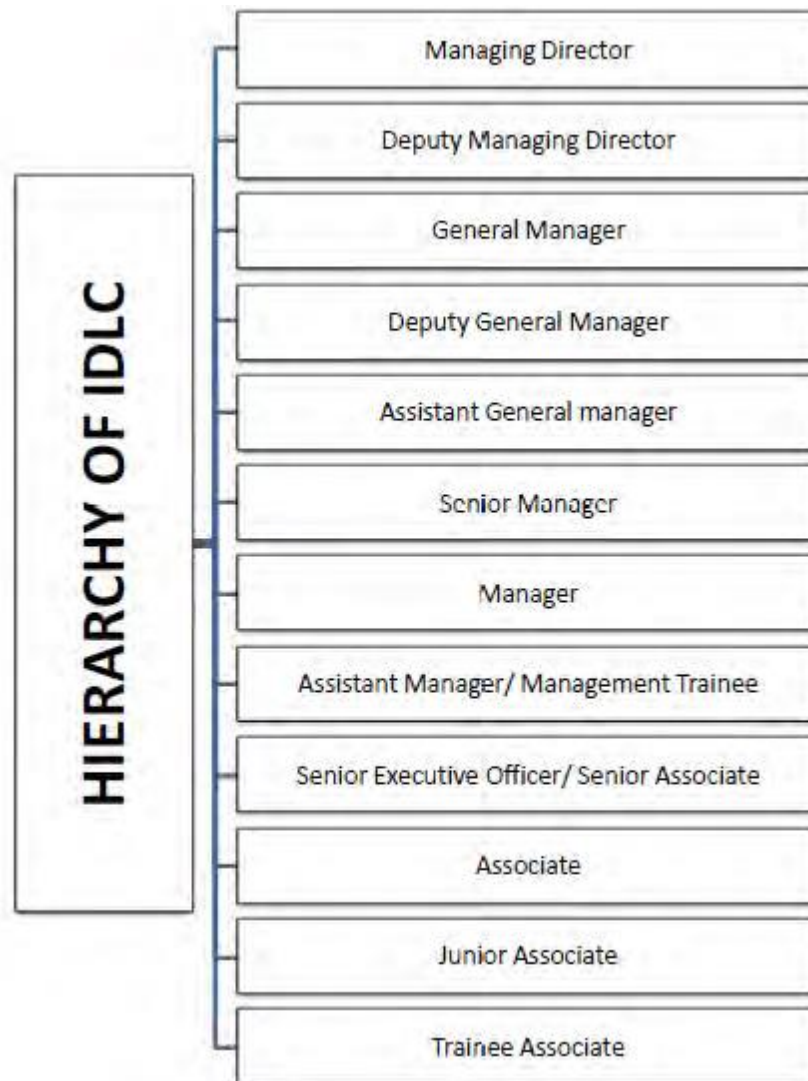 HIERARCHY OF IDLC
Managing Director
Deputy Managing Director
General Manager
Deputy General Manager
Assistant General manager
Senior Manager
Manager
Assistant Manager/ Management Trainee
Senior Executive Officer/ Senior Associate
Associate
Junior Associate
Trainee Associate